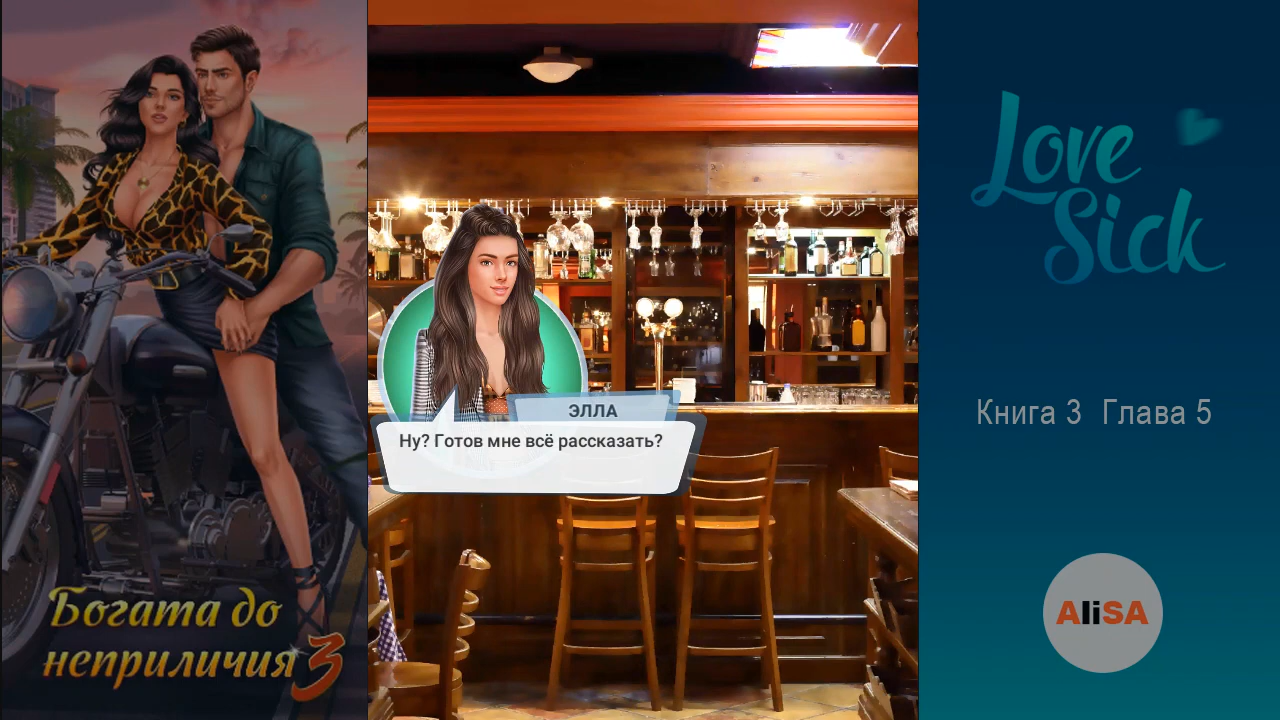 Богата до
неприличия 3
ЭЛЛА
Ну? Готов мне всё рассказать?
Love
Sick
Книга 3 Глава 5
AliSA